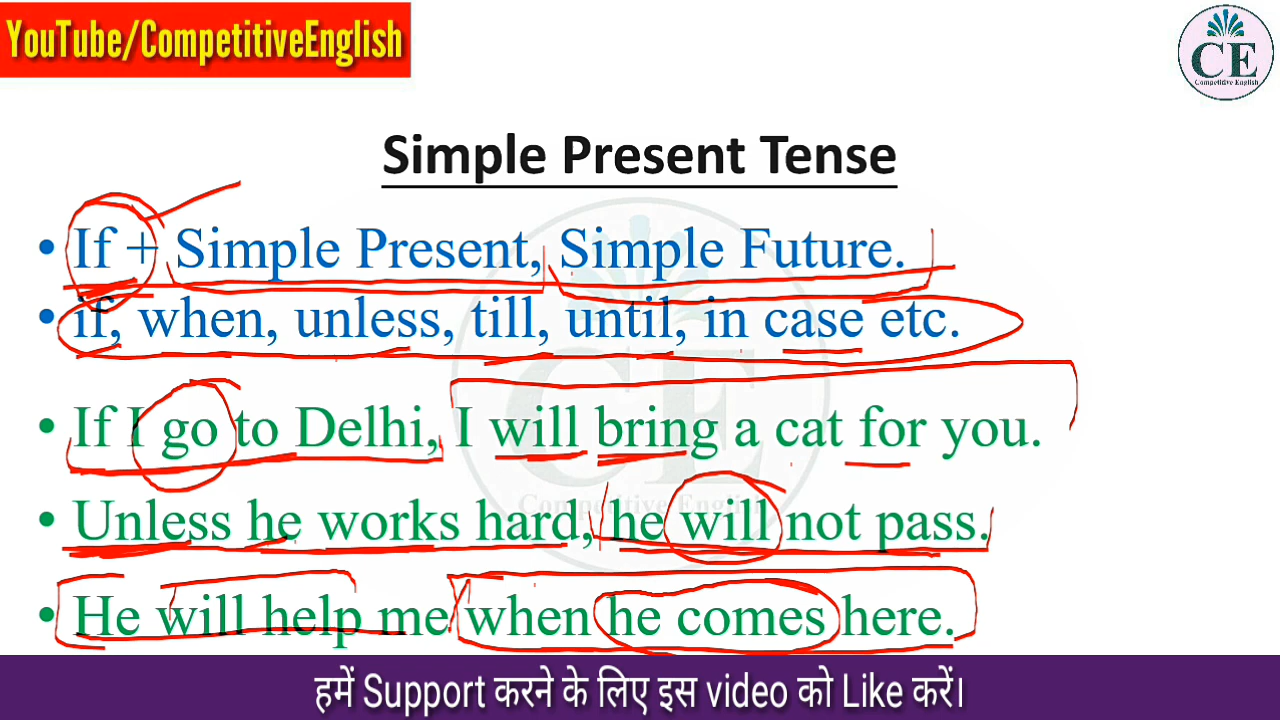 YouTube/CompetitiveEnglish
CE
Competitive English
Simple Present Tense
• If + Simple Present, Simple Future.
• if, when, unless, till, until, in case etc.
• If I go to Delhi, I will bring a cat for you.
Competitive English
• Unless he works hard, he will not pass.
• He will help me when he comes here.
हमें Support करने के लिए इस video को Like करें।